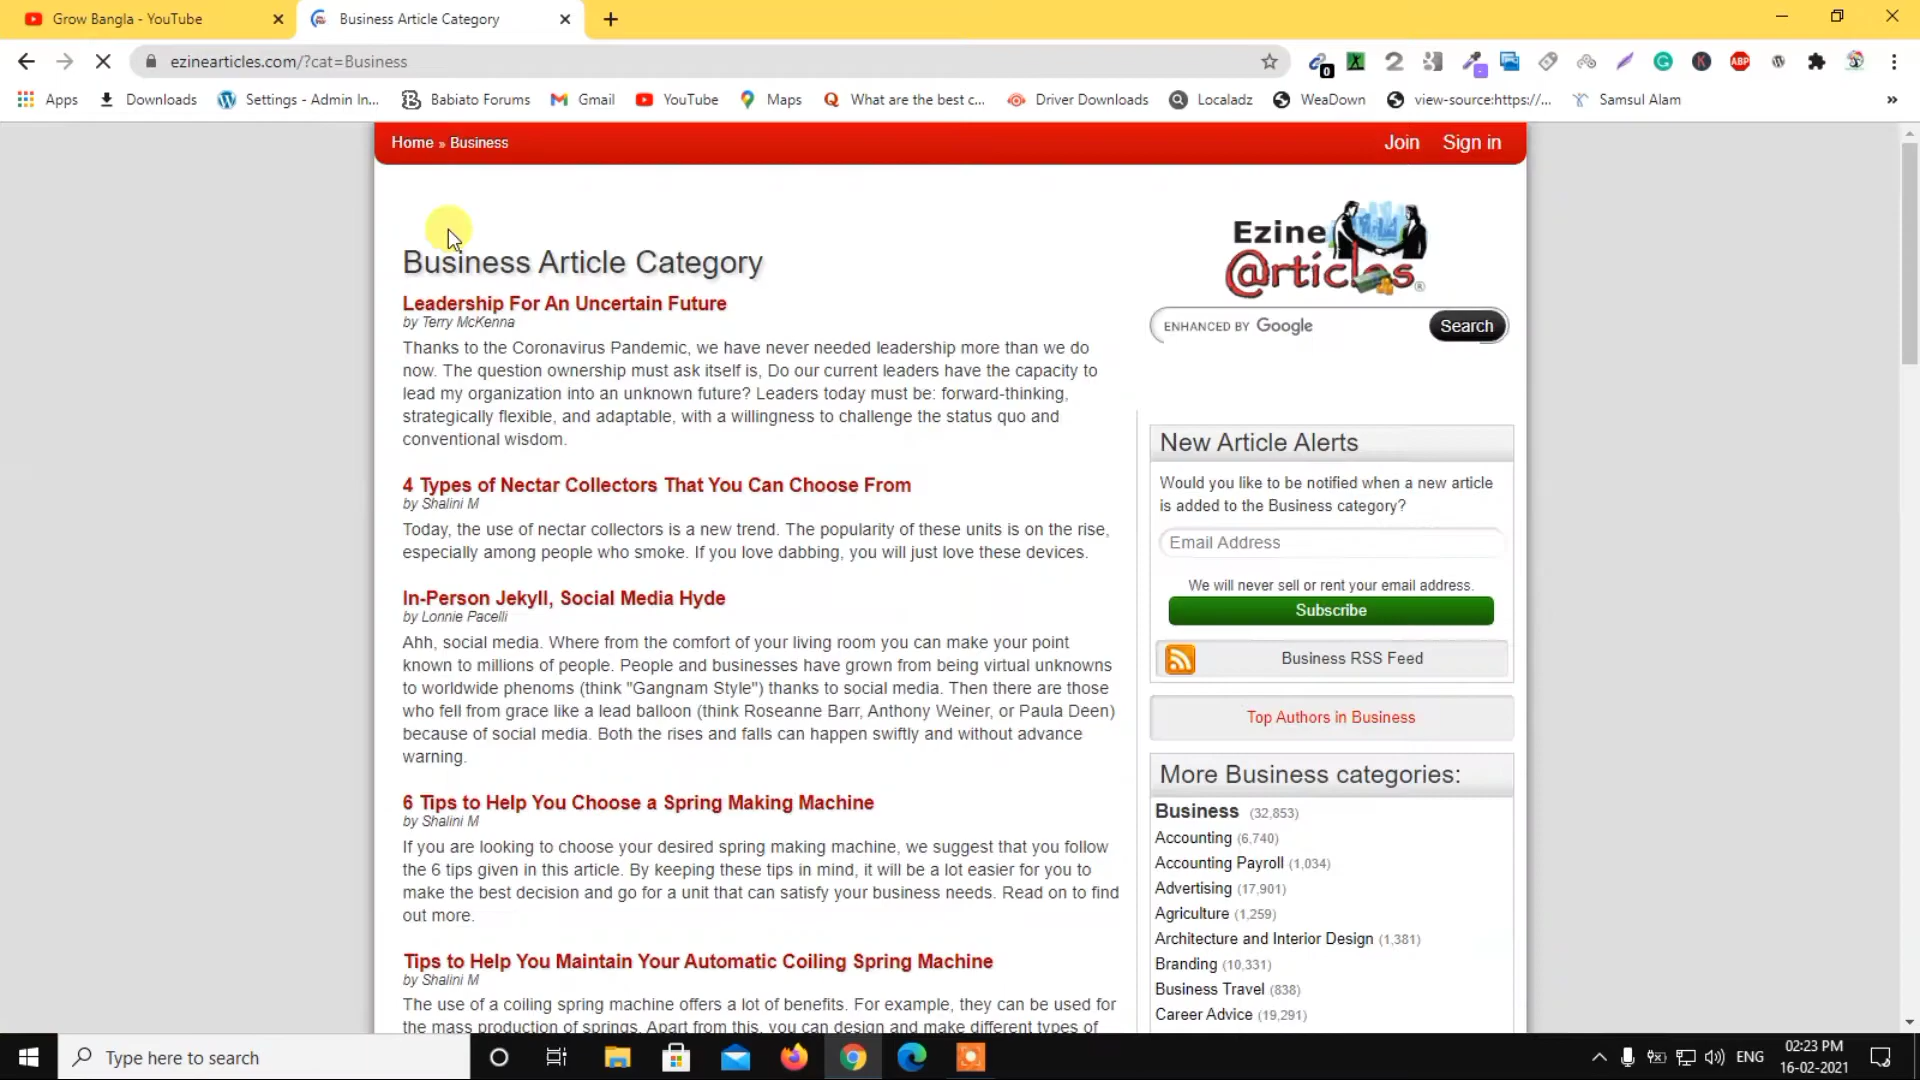 Grow Bangla - YouTube
Business Article Category
ezinearticles.com/?cat=Business
0
ABP
Apps
Downloads
Settings - Admin In...
Babiato Forums
Gmail
YouTube
Maps
What are the best c...
Driver Downloads
Localadz
WeaDown
view-source:https://...
Samsul Alam
»
Home » Business
Join
Sign in
Ezine
@rticles
®
ENHANCED BY Google
Search
Business Article Category
Leadership For An Uncertain Future
by Terry McKenna
Thanks to the Coronavirus Pandemic, we have never needed leadership more than we do
now. The question ownership must ask itself is, Do our current leaders have the capacity to
lead my organization into an unknown future? Leaders today must be: forward-thinking,
strategically flexible, and adaptable, with a willingness to challenge the status quo and
conventional wisdom.
4 Types of Nectar Collectors That You Can Choose From
by Shalini M
Today, the use of nectar collectors is a new trend. The popularity of these units is on the rise,
especially among people who smoke. If you love dabbing, you will just love these devices.
In-Person Jekyll, Social Media Hyde
by Lonnie Pacelli
Ahh, social media. Where from the comfort of your living room you can make your point
known to millions of people. People and businesses have grown from being virtual unknowns
to worldwide phenoms (think "Gangnam Style") thanks to social media. Then there are those
who fell from grace like a lead balloon (think Roseanne Barr, Anthony Weiner, or Paula Deen)
because of social media. Both the rises and falls can happen swiftly and without advance
warning.
6 Tips to Help You Choose a Spring Making Machine
by Shalini M
If you are looking to choose your desired spring making machine, we suggest that you follow
the 6 tips given in this article. By keeping these tips in mind, it will be a lot easier for you to
make the best decision and go for a unit that can satisfy your business needs. Read on to find
out more.
Tips to Help You Maintain Your Automatic Coiling Spring Machine
by Shalini M
The use of a coiling spring machine offers a lot of benefits. For example, they can be used for
the mass production of springs. Apart from this, you can design and make different types of
New Article Alerts
Would you like to be notified when a new article
is added to the Business category?
Email Address
We will never sell or rent your email address.
Subscribe
Business RSS Feed
Top Authors in Business
More Business categories:
Business (32,853)
Accounting (6,740)
Accounting Payroll (1,034)
Advertising (17,901)
Agriculture (1,259)
Architecture and Interior Design (1,381)
Branding (10,331)
Business Travel (838)
Career Advice (19,291)
Type here to search
ENG
02:23 PM
16-02-2021